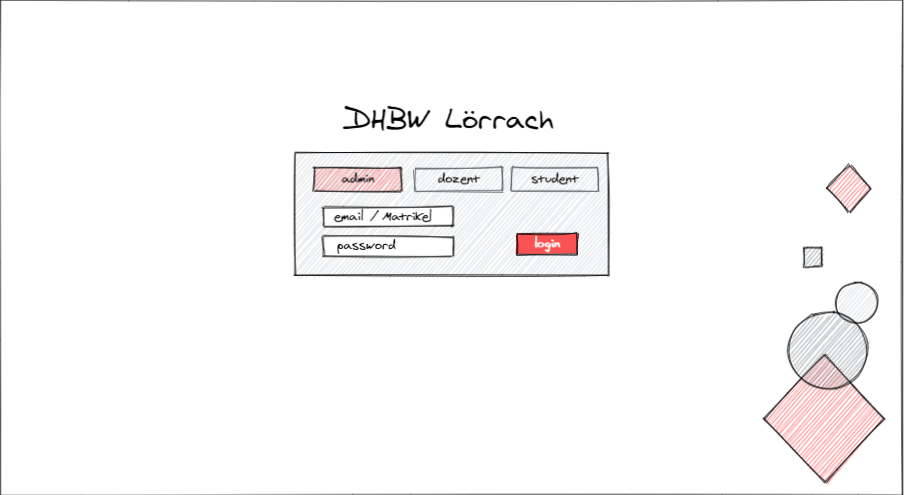 DHBW Lörrach
admin dozent student
email / Matrikel
password
login